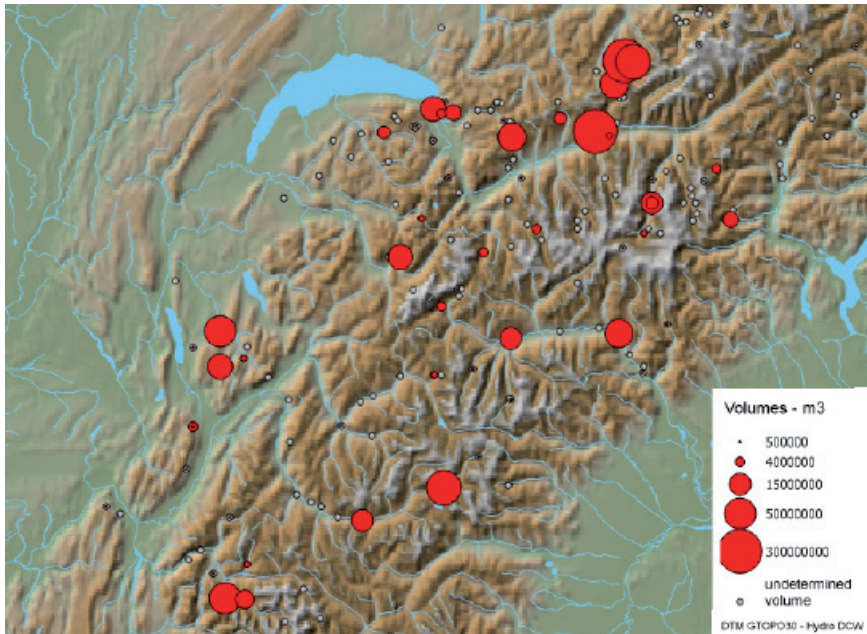 Volumes - m3
500000
4000000
15000000
50000000
300000000
undetermined
volume
DTM GTOPO30 - Hydro DCW